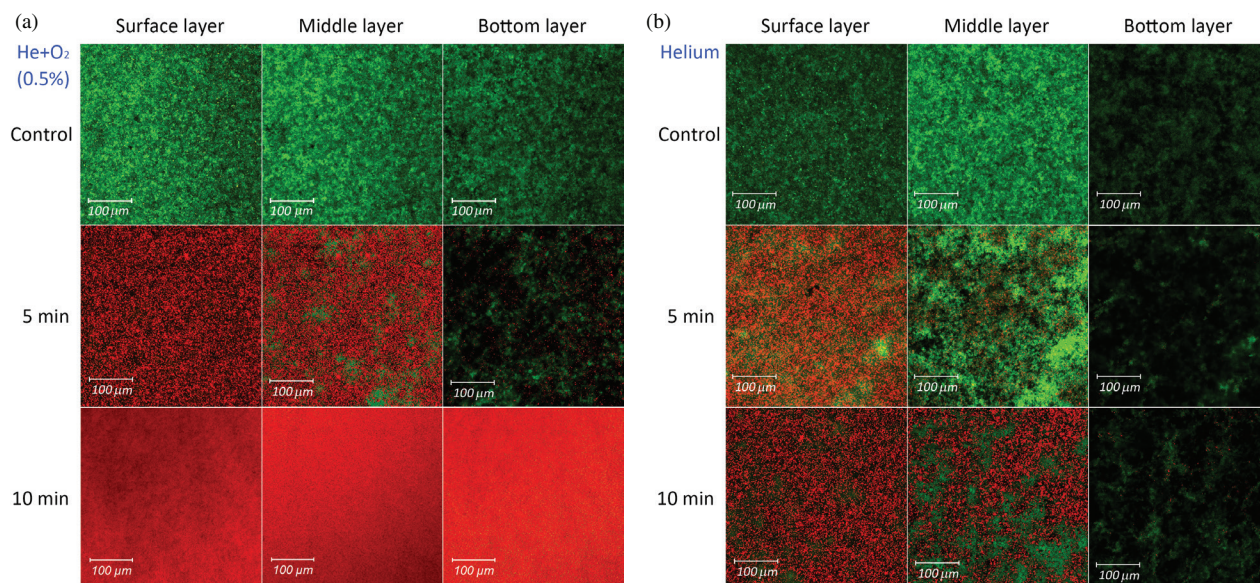 (a) Surface layer Middle layer Bottom layer
He+O₂
(0.5%)
Control
100 μm 100 μm 100 μm
5 min
100 μm 100 μm 100 μm
10 min
100 μm 100 μm 100 μm
(b) Surface layer Middle layer Bottom layer
Helium
Control
100 μm 100 μm 100 μm
5 min
100 μm 100 μm 100 μm
10 min
100 μm 100 μm 100 μm